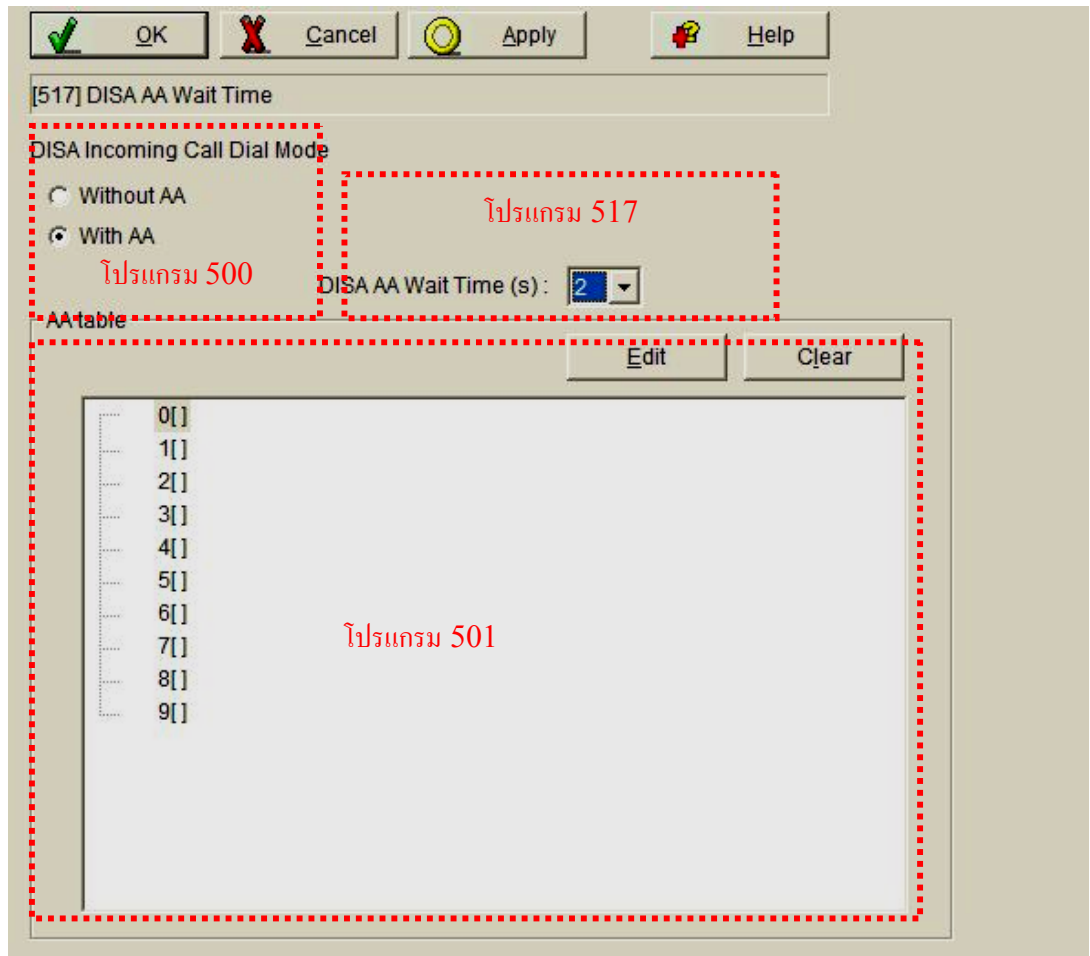 OK Cancel Apply Help
[517] DISA AA Wait Time
DISA Incoming Call Dial Mode
Without AA
โปรแกรม 517
With AA
โปรแกรม 500
DISA AA Wait Time (s) : 2
AA table
Edit Clear
0[ ]
1[ ]
2[ ]
3[ ]
4[ ]
5[ ]
6[ ]
โปรแกรม 501
7[ ]
8[ ]
9[ ]